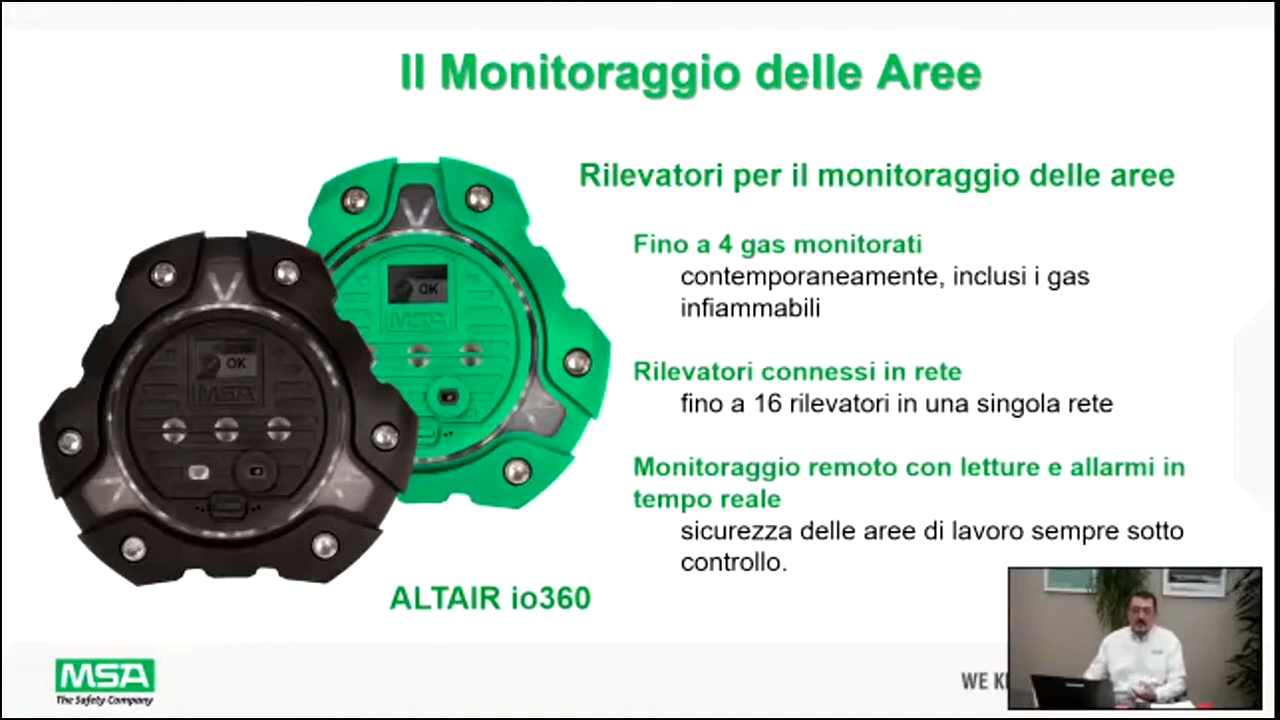 Il Monitoraggio delle Aree
Rilevatori per il monitoraggio delle aree
Fino a 4 gas monitorati
contemporaneamente, inclusi i gas
infiammabili
Rilevatori connessi in rete
fino a 16 rilevatori in una singola rete
Monitoraggio remoto con letture e allarmi in
tempo reale
sicurezza delle aree di lavoro sempre sotto
controllo.
OK
MSA
OK
MSA
ALTAIR io360
MSA
The Safety Company
WE